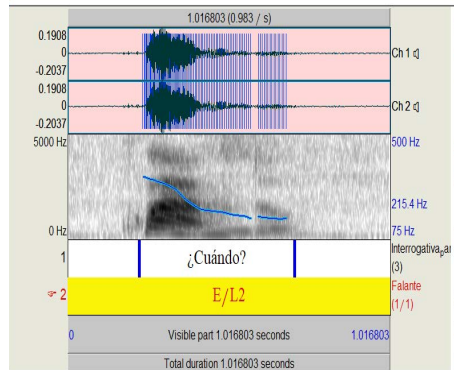 1.016803 (0.983 / s)
0.1908
0
-0.2037
Ch 1
0.1908
0
-0.2037
Ch 2
5000 Hz
500 Hz
215.4 Hz
0 Hz
75 Hz
1
¿Cuándo?
(3)
2
E/L2
Falante
(1/1)
0
Visible part 1.016803 seconds
1.016803
Total duration 1.016803 seconds